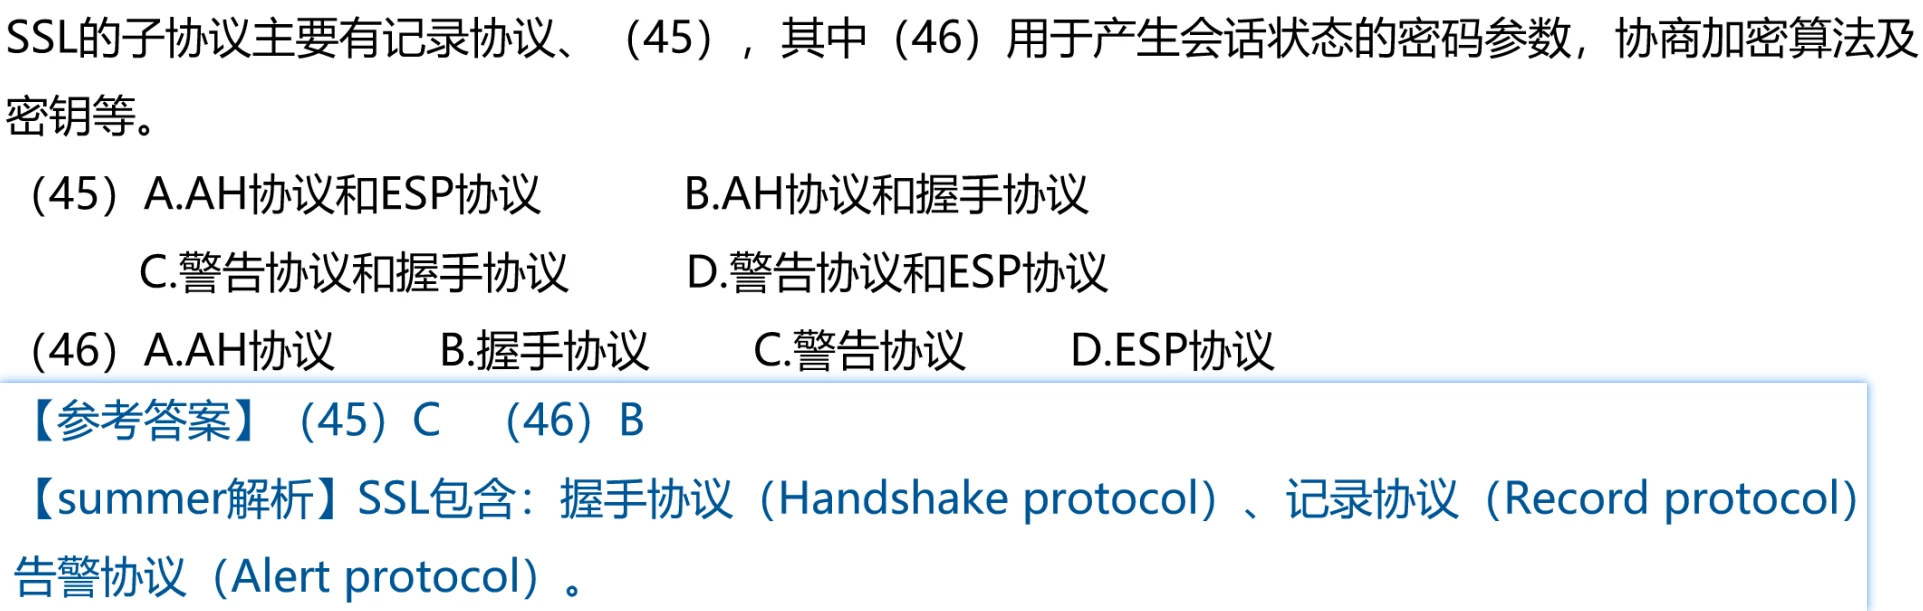 SSL的子协议主要有记录协议、（45），其中（46）用于产生会话状态的密码参数，协商加密算法及
密钥等。
（45）A.AH协议和ESP协议 B.AH协议和握手协议
C.警告协议和握手协议 D.警告协议和ESP协议
（46）A.AH协议 B.握手协议 C.警告协议 D.ESP协议
【参考答案】（45）C （46）B
【summer解析】SSL包含：握手协议（Handshake protocol）、记录协议（Record protocol）
告警协议（Alert protocol）。